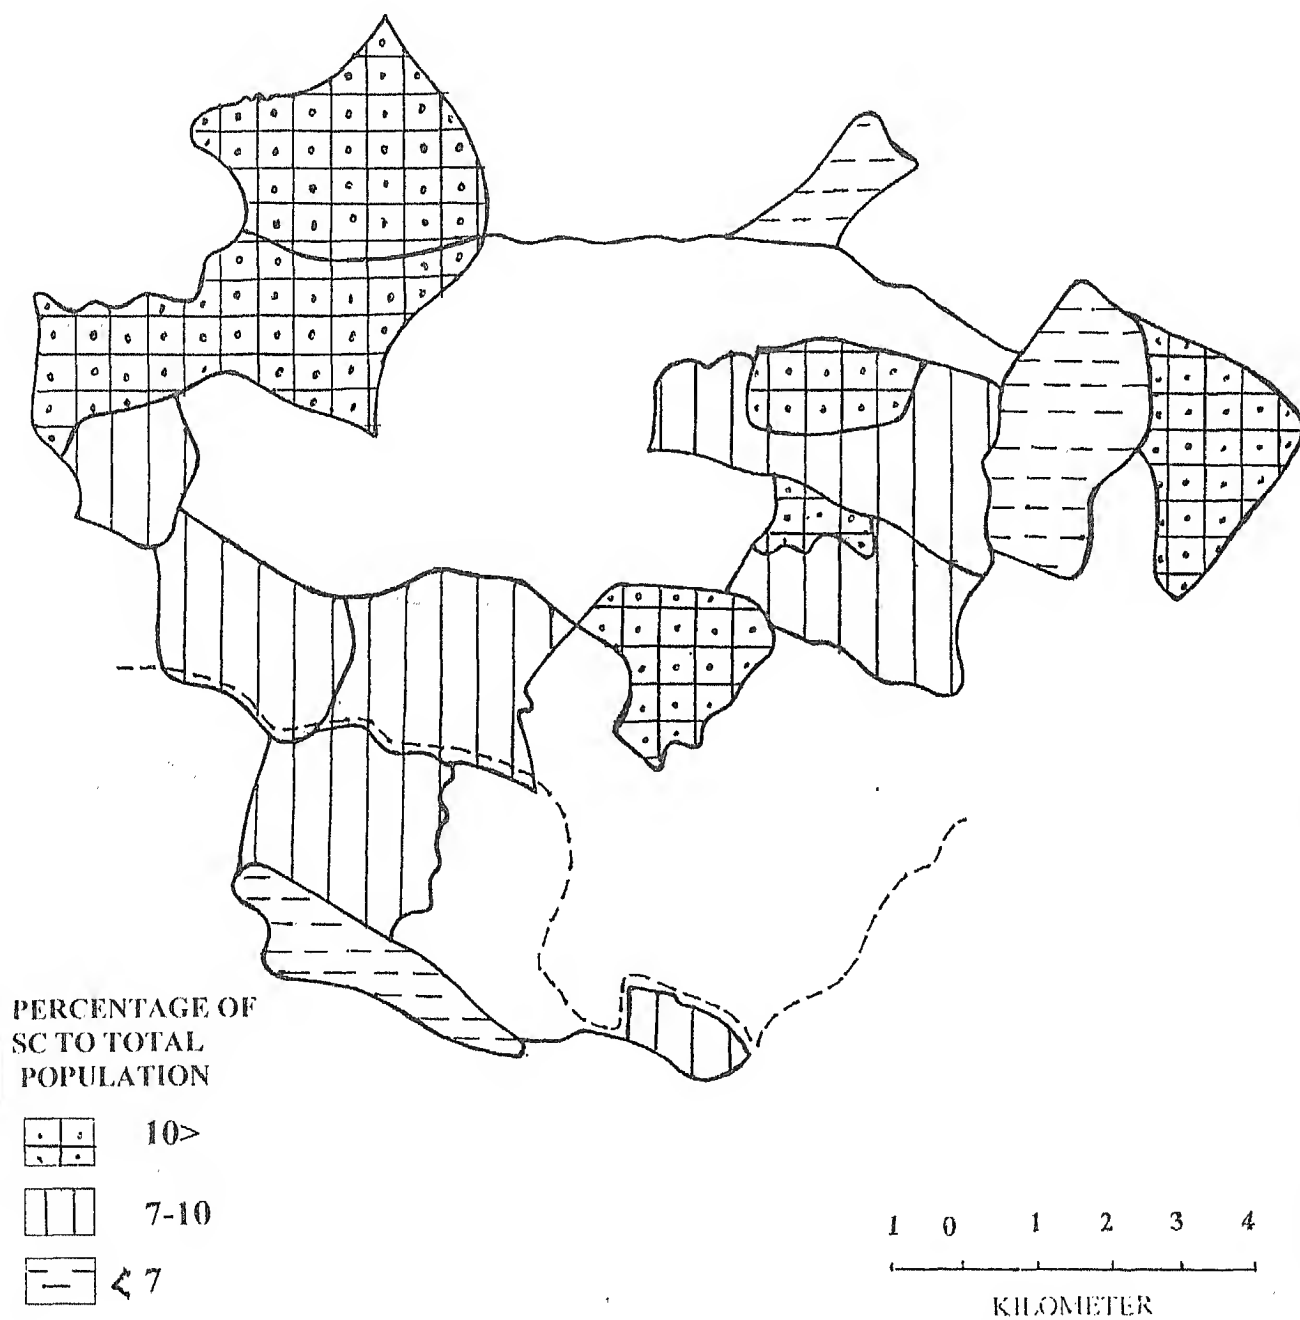 PERCENTAGE OF
SC TO TOTAL
POPULATION
10>
7-10
< 7
1 0 1 2 3 4
KILOMETER